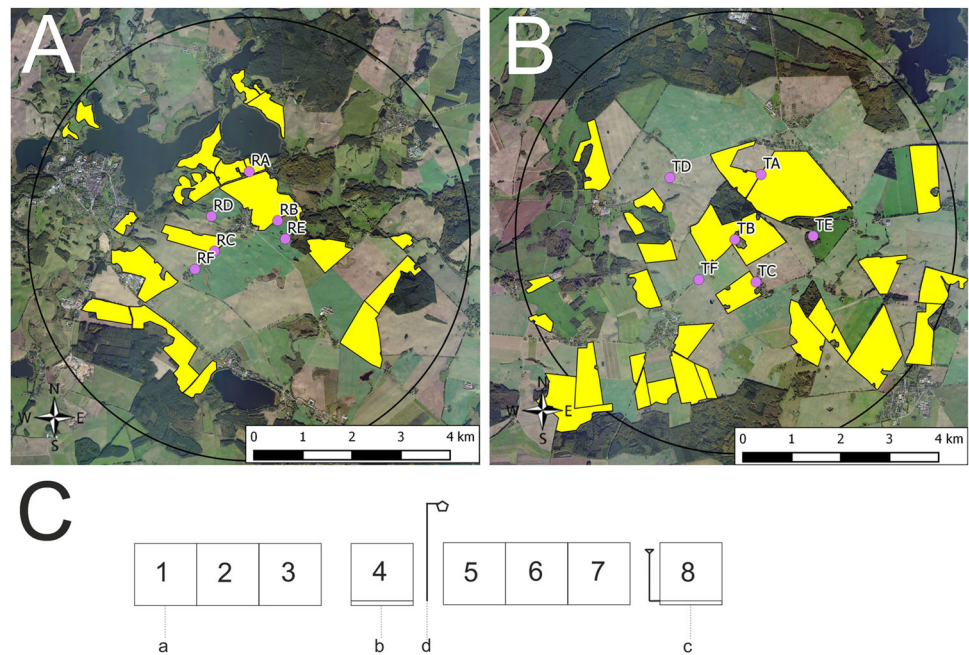 A
RA
RD
RB
RE
RC
RF
N
W E
S
0 1 2 3 4 km
B
TD
TA
TB
TE
TF
TC
N
W E
S
0 1 2 3 4 km
C
1 2 3 4 5 6 7 8
a b d c